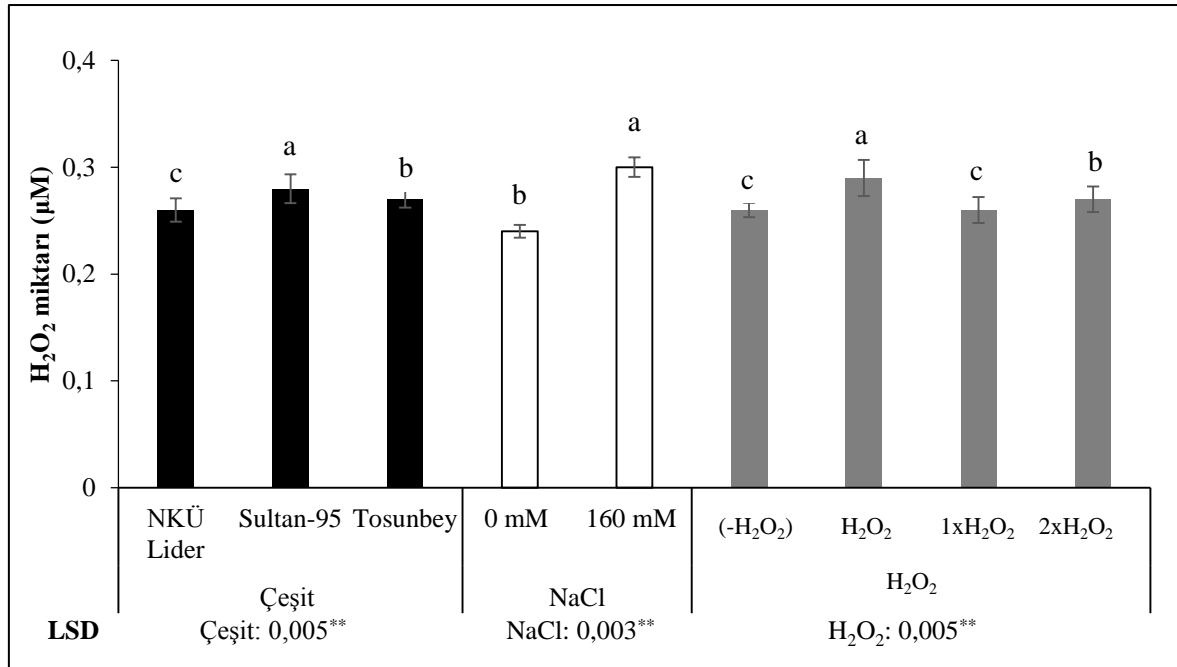 0,4
0,3
0,2
0,1
0
H₂O₂ miktarı (μM)
c
a
b
b
a
c
a
c
b
NKÜ Lider
Sultan-95
Tosunbey
0 mM
160 mM
(-H₂O₂)
H₂O₂
1xH₂O₂
2xH₂O₂
Çeşit
NaCl
H₂O₂
LSD
Çeşit: 0,005**
NaCl: 0,003**
H₂O₂: 0,005**